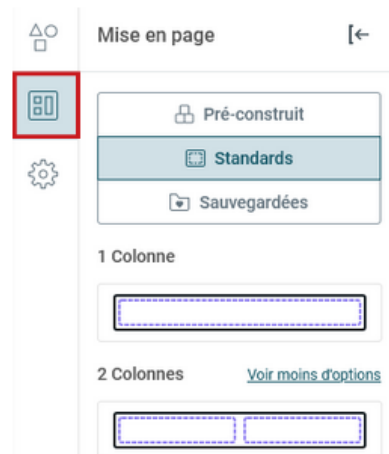 Mise en page
Pré-construit
Standards
Sauvegardées
1 Colonne
2 Colonnes Voir moins d'options